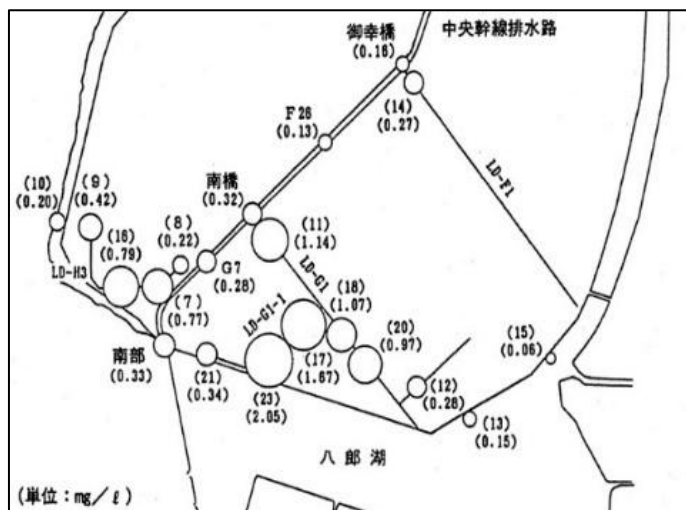 御幸橋
(0.16)
中央幹線排水路
(14)
(0.27)
F26
(0.13)
LD-F1
南橋
(0.32)
(10)
(0.20)
(9)
(0.42)
(8)
(0.22)
(16)
(0.79)
(11)
(1.14)
LD-H3
G7
(0.28)
LD-G1
(18)
(1.07)
(7)
(0.77)
LD-G1-1
(20)
(0.97)
(15)
(0.06)
南部
(0.33)
(21)
(0.34)
(17)
(1.67)
(12)
(0.28)
(23)
(2.05)
(13)
(0.15)
八郎湖
(単位:mg/ℓ)